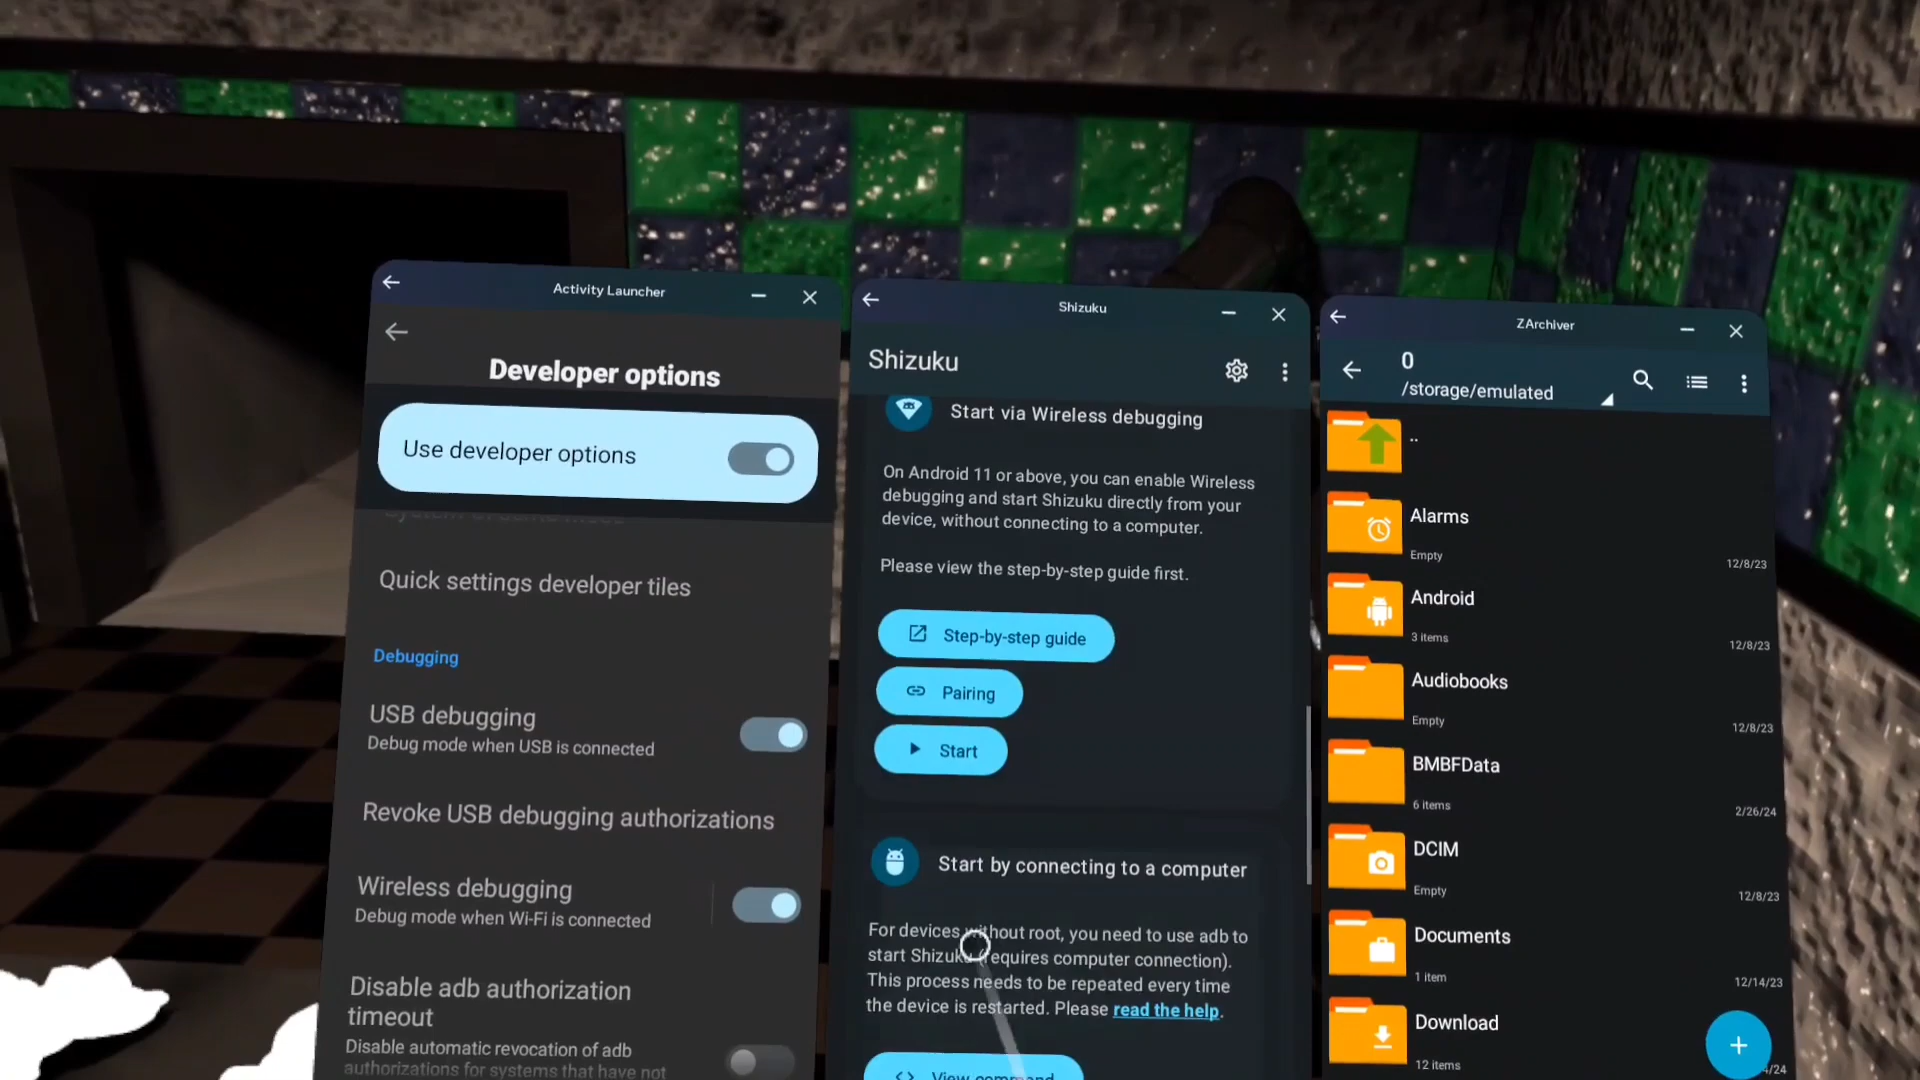 Activity Launcher
Developer options
Use developer options
Quick settings developer tiles
Debugging
USB debugging
Debug mode when USB is connected
Revoke USB debugging authorizations
Wireless debugging
Debug mode when Wi-Fi is connected
Disable adb authorization
timeout
Disable automatic revocation of adb
authorizations for systems that have not
Shizuku
Shizuku
Start via Wireless debugging
On Android 11 or above, you can enable Wireless
debugging and start Shizuku directly from your
device, without connecting to a computer.
Please view the step-by-step guide first.
Step-by-step guide
Pairing
Start
Start by connecting to a computer
For devices without root, you need to use adb to
start Shizuku (requires computer connection).
This process needs to be repeated every time
the device is restarted. Please read the help.
View command
ZArchiver
0
/storage/emulated
..
Alarms
Empty
12/8/23
Android
3 items
12/8/23
Audiobooks
Empty
12/8/23
BMBFData
6 items
2/26/24
DCIM
Empty
12/8/23
Documents
1 item
12/14/23
Download
12 items